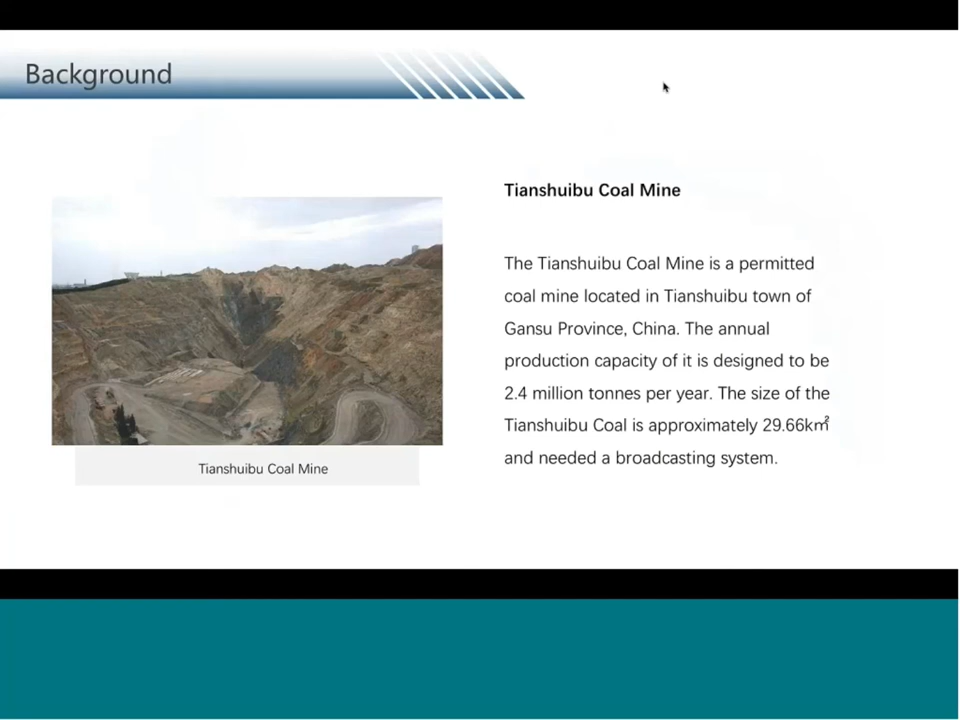 Background
Tianshuibu Coal Mine
The Tianshuibu Coal Mine is a permitted
coal mine located in Tianshuibu town of
Gansu Province, China. The annual
production capacity of it is designed to be
2.4 million tonnes per year. The size of the
Tianshuibu Coal is approximately 29.66k㎡
and needed a broadcasting system.
Tianshuibu Coal Mine